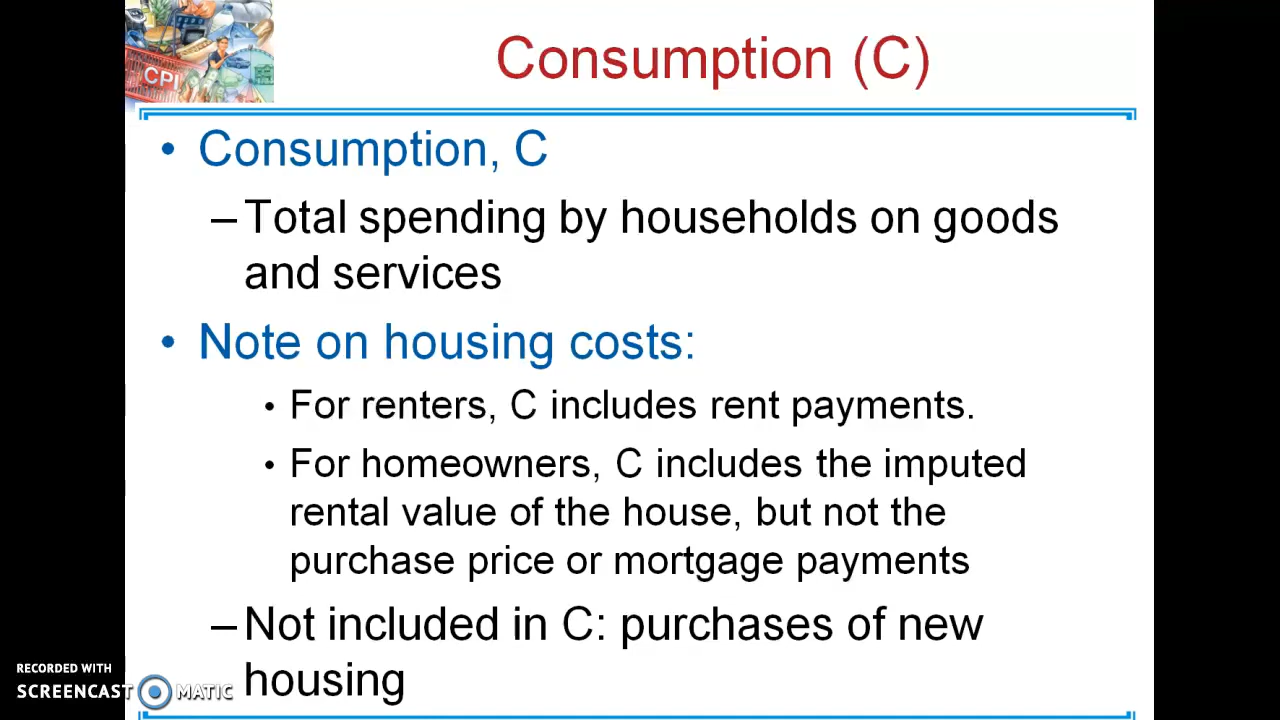 CPI
Consumption (C)
• Consumption, C
–Total spending by households on goods
and services
• Note on housing costs:
• For renters, C includes rent payments.
• For homeowners, C includes the imputed
rental value of the house, but not the
purchase price or mortgage payments
–Not included in C: purchases of new
housing
RECORDED WITH
SCREENCAST MATIC